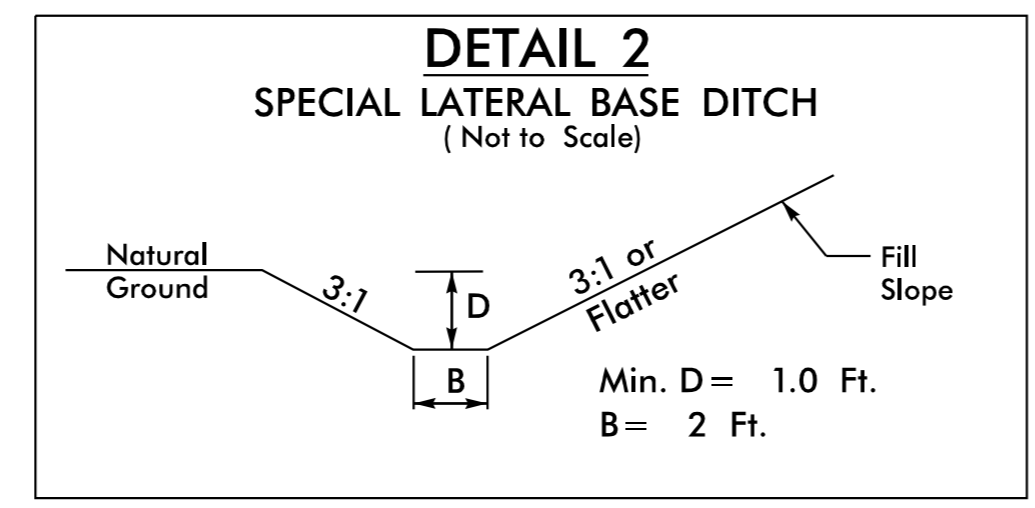 DETAIL 2
SPECIAL LATERAL BASE DITCH
( Not to Scale)
Natural
Ground
3:1
D
3:1 or
Flatter
Fill
Slope
B
Min. D = 1.0 Ft.
B = 2 Ft.